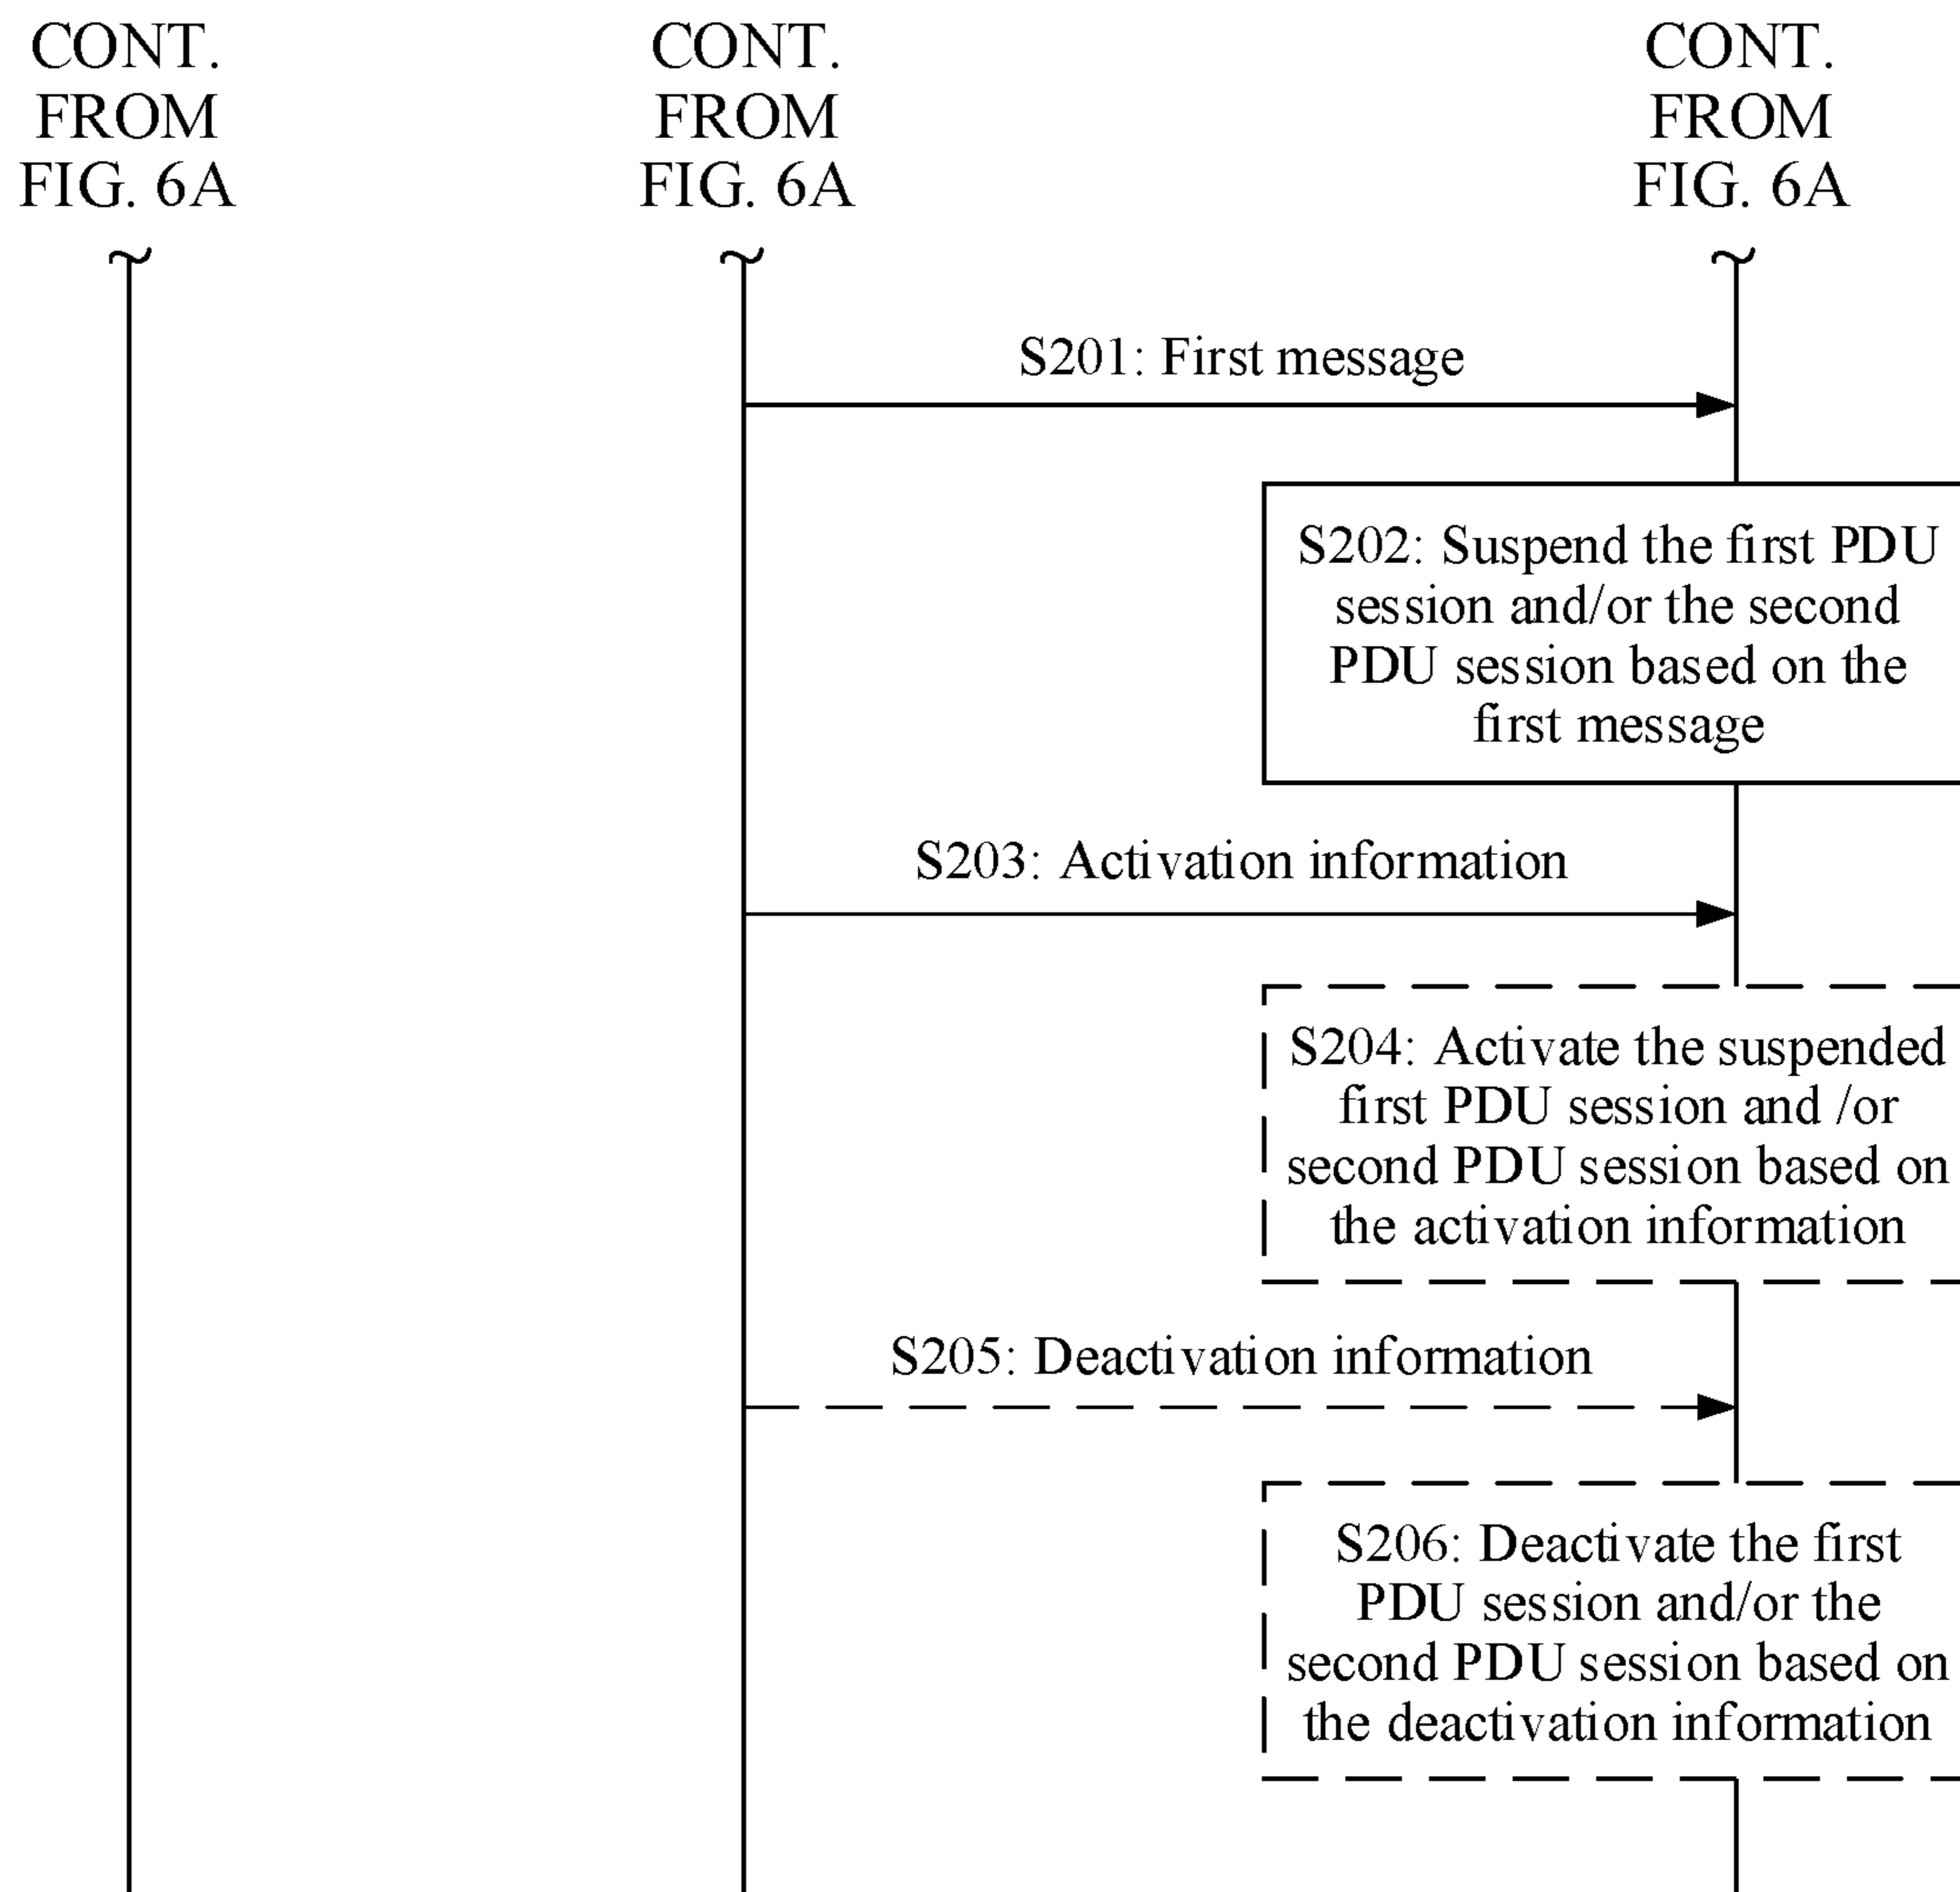 CONT.
FROM
FIG. 6A
CONT.
FROM
FIG. 6A
CONT.
FROM
FIG. 6A
S201: First message
S202: Suspend the first PDU
session and/or the second
PDU session based on the
first message
S203: Activation information
S204: Activate the suspended
first PDU session and /or
second PDU session based on
the activation information
S205: Deactivation information
S206: Deactivate the first
PDU session and/or the
second PDU session based on
the deactivation information